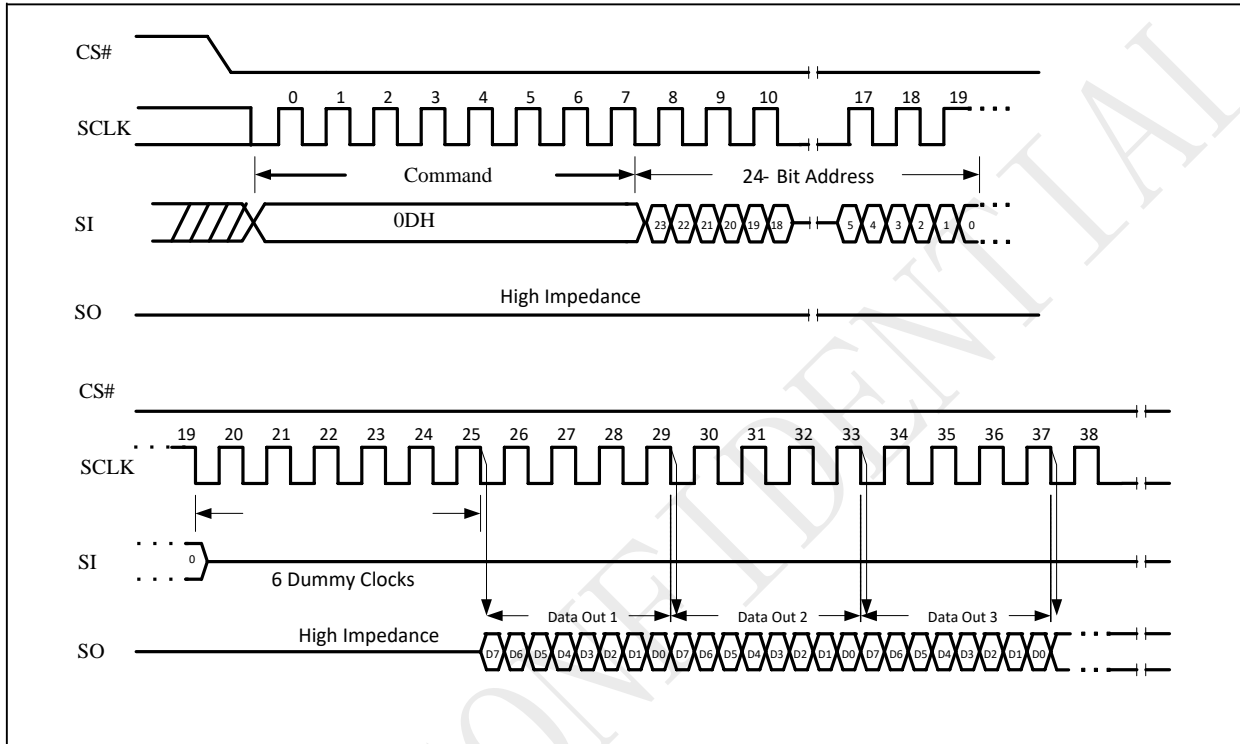 CS#
0 1 2 3 4 5 6 7 8 9 10 17 18 19
SCLK
Command 24- Bit Address
SI 0DH 23 22 21 20 19 18 5 4 3 2 1 0
High Impedance
SO
CS#
19 20 21 22 23 24 25 26 27 28 29 30 31 32 33 34 35 36 37 38
SCLK
SI 0
6 Dummy Clocks
Data Out 1 Data Out 2 Data Out 3
High Impedance
SO D7 D6 D5 D4 D3 D2 D1 D0 D7 D6 D5 D4 D3 D2 D1 D0 D7 D6 D5 D4 D3 D2 D1 D0
ONFIDENTIAL